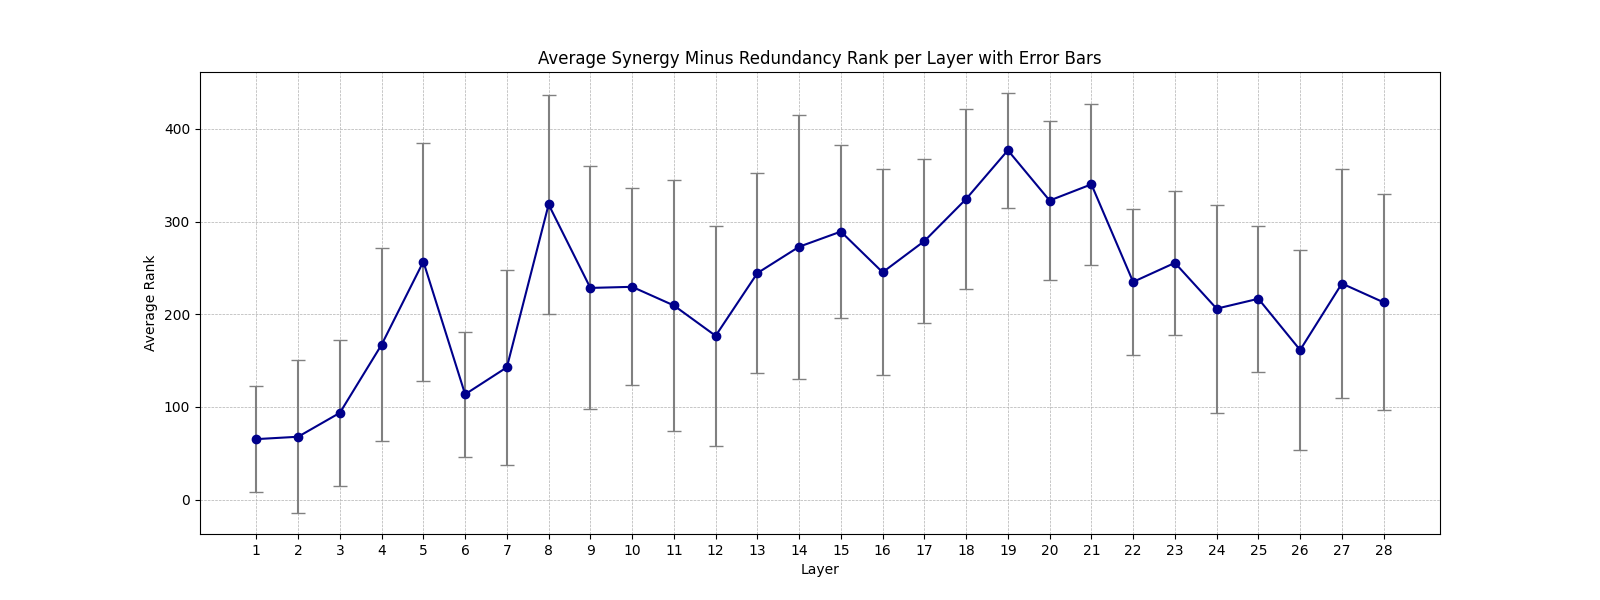 Average Synergy Minus Redundancy Rank per Layer with Error Bars
Average Rank
400
300
200
100
0
1 2 3 4 5 6 7 8 9 10 11 12 13 14 15 16 17 18 19 20 21 22 23 24 25 26 27 28
Layer